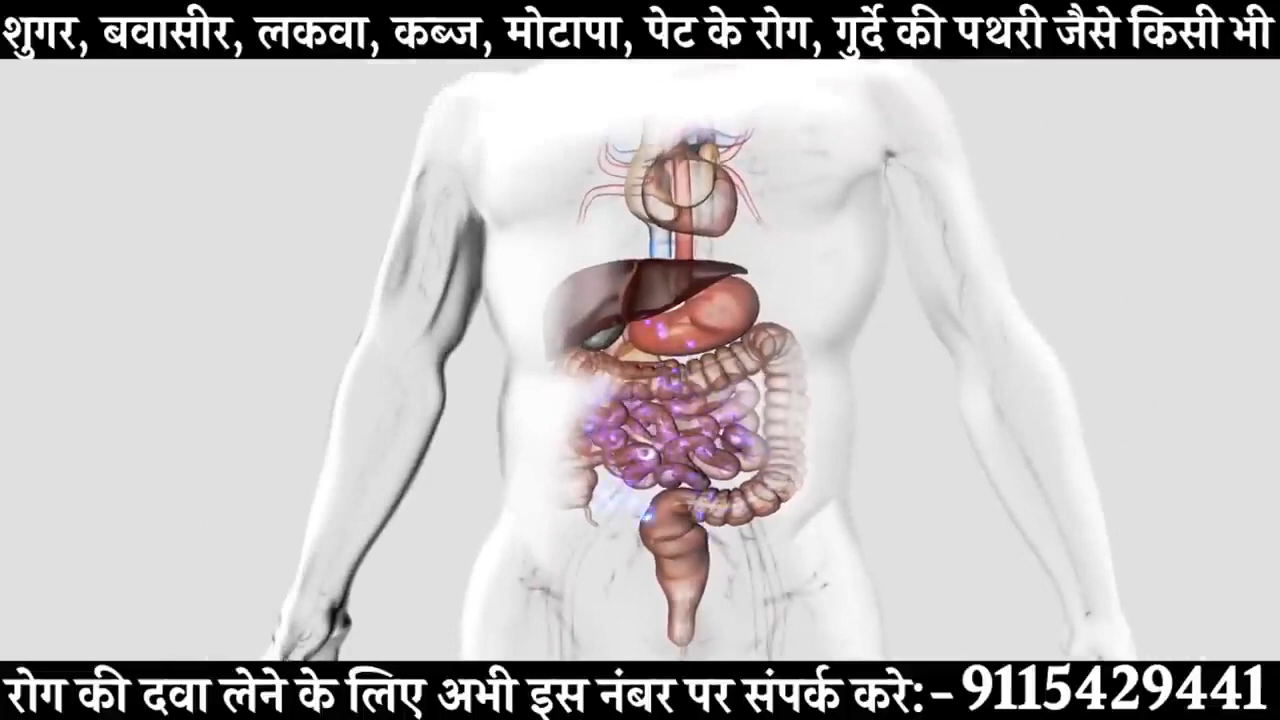 शुगर, बवासीर, लकवा, कब्ज, मोटापा, पेट के रोग, गुर्दे की पथरी जैसे किसी भी
रोग की दवा लेने के लिए अभी इस नंबर पर संपर्क करे:-9115429441